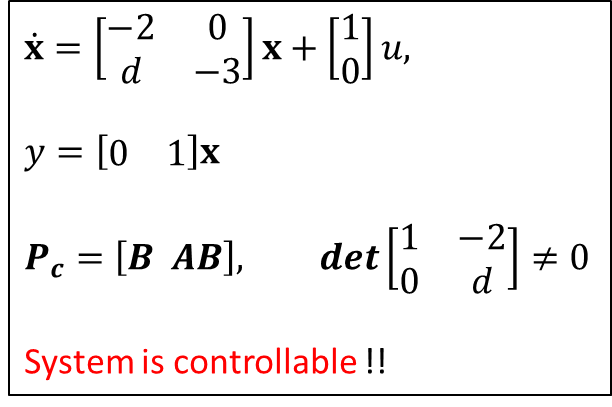 ẋ = [−2 0; d −3] x + [1; 0] u,
y = [0 1]x
P_c = [B AB], det [1 −2; 0 d] ≠ 0
System is controllable !!